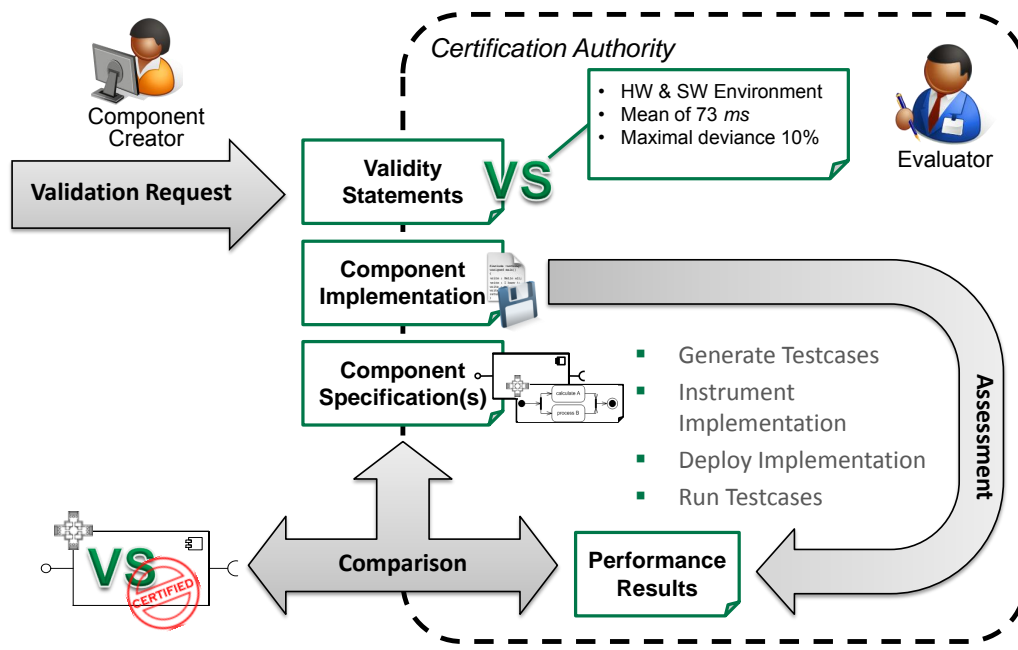 Certification Authority
Component
Creator
• HW & SW Environment
• Mean of 73 ms
• Maximal deviance 10%
Evaluator
Validation Request
Validity
Statements
VS
Component
Implementation
Component
Specification(s)
calculate A
process B
▪ Generate Testcases
▪ Instrument
Implementation
▪ Deploy Implementation
▪ Run Testcases
Assessment
Comparison
Performance
Results
VS
CERTIFIED